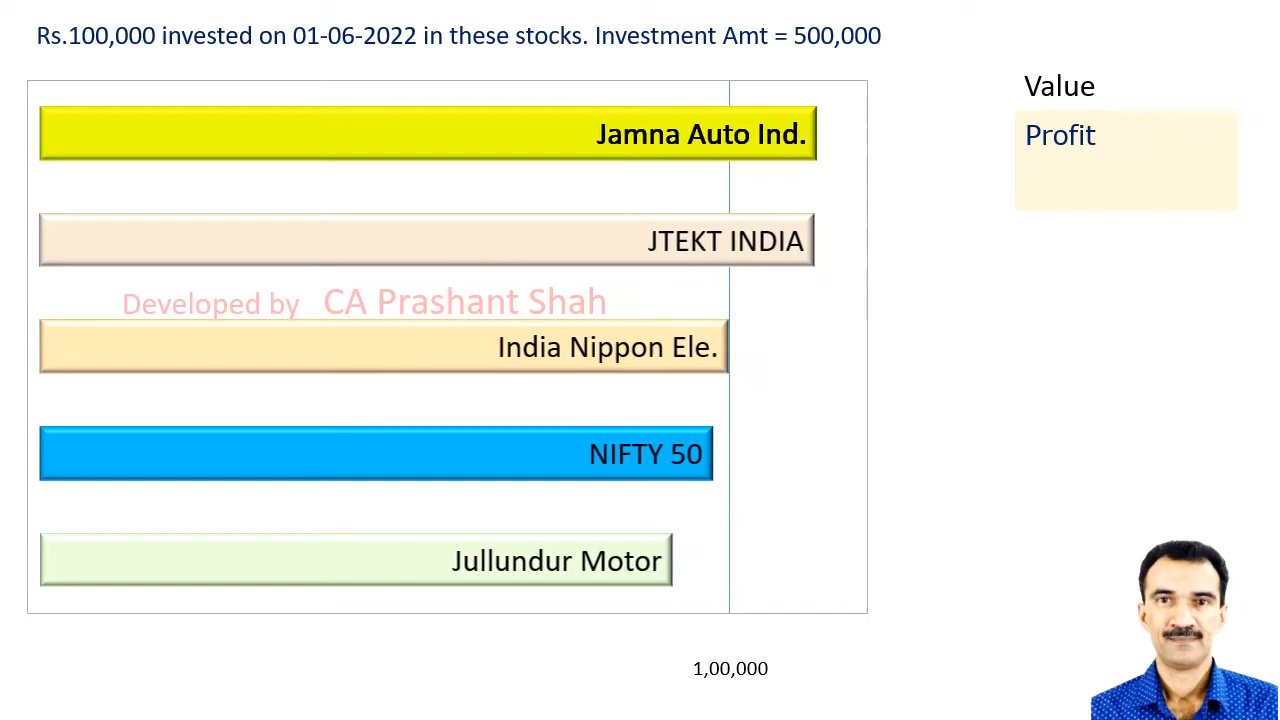 Rs.100,000 invested on 01-06-2022 in these stocks. Investment Amt = 500,000
Value
Profit
Jamna Auto Ind.
JTEKT INDIA
Developed by CA Prashant Shah
India Nippon Ele.
NIFTY 50
Jullundur Motor
1,00,000